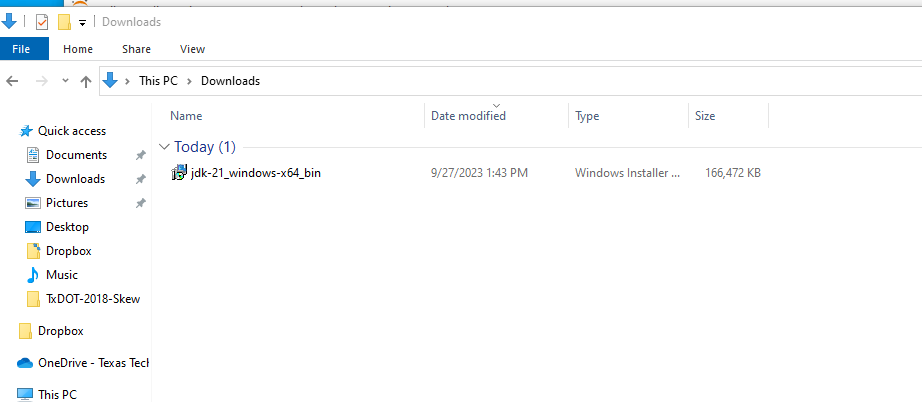 Downloads
File Home Share View
This PC Downloads
Name Date modified Type Size
Quick access
Today (1)
Documents
jdk-21_windows-x64_bin 9/27/2023 1:43 PM Windows Installer ... 166,472 KB
Downloads
Pictures
Desktop
Dropbox
Music
TxDOT-2018-Skew
Dropbox
OneDrive - Texas Tech
This PC